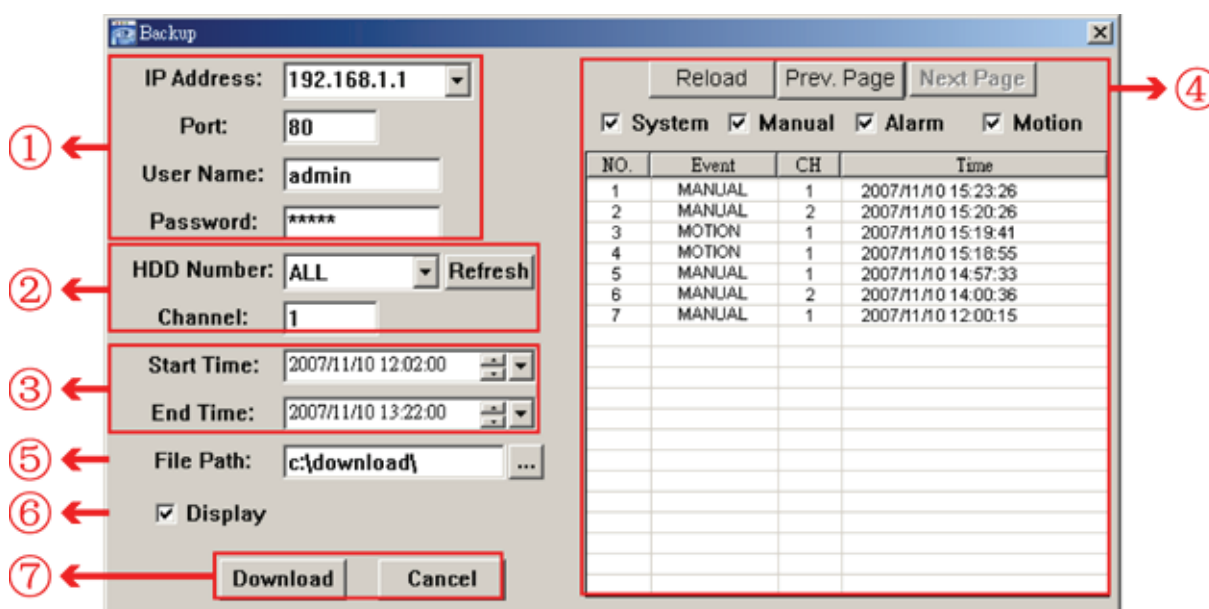 Backup
① IP Address: 192.168.1.1
Port: 80
User Name: admin
Password: *****
② HDD Number: ALL Refresh
Channel: 1
③ Start Time: 2007/11/10 12:02:00
End Time: 2007/11/10 13:22:00
⑤ File Path: c:\download\ ...
⑥ Display
⑦ Download Cancel
④ Reload Prev. Page Next Page
System Manual Alarm Motion
NO. Event CH Time
1 MANUAL 1 2007/11/10 15:23:26
2 MANUAL 2 2007/11/10 15:20:26
3 MOTION 1 2007/11/10 15:19:41
4 MOTION 1 2007/11/10 15:18:55
5 MANUAL 1 2007/11/10 14:57:33
6 MANUAL 2 2007/11/10 14:00:36
7 MANUAL 1 2007/11/10 12:00:15